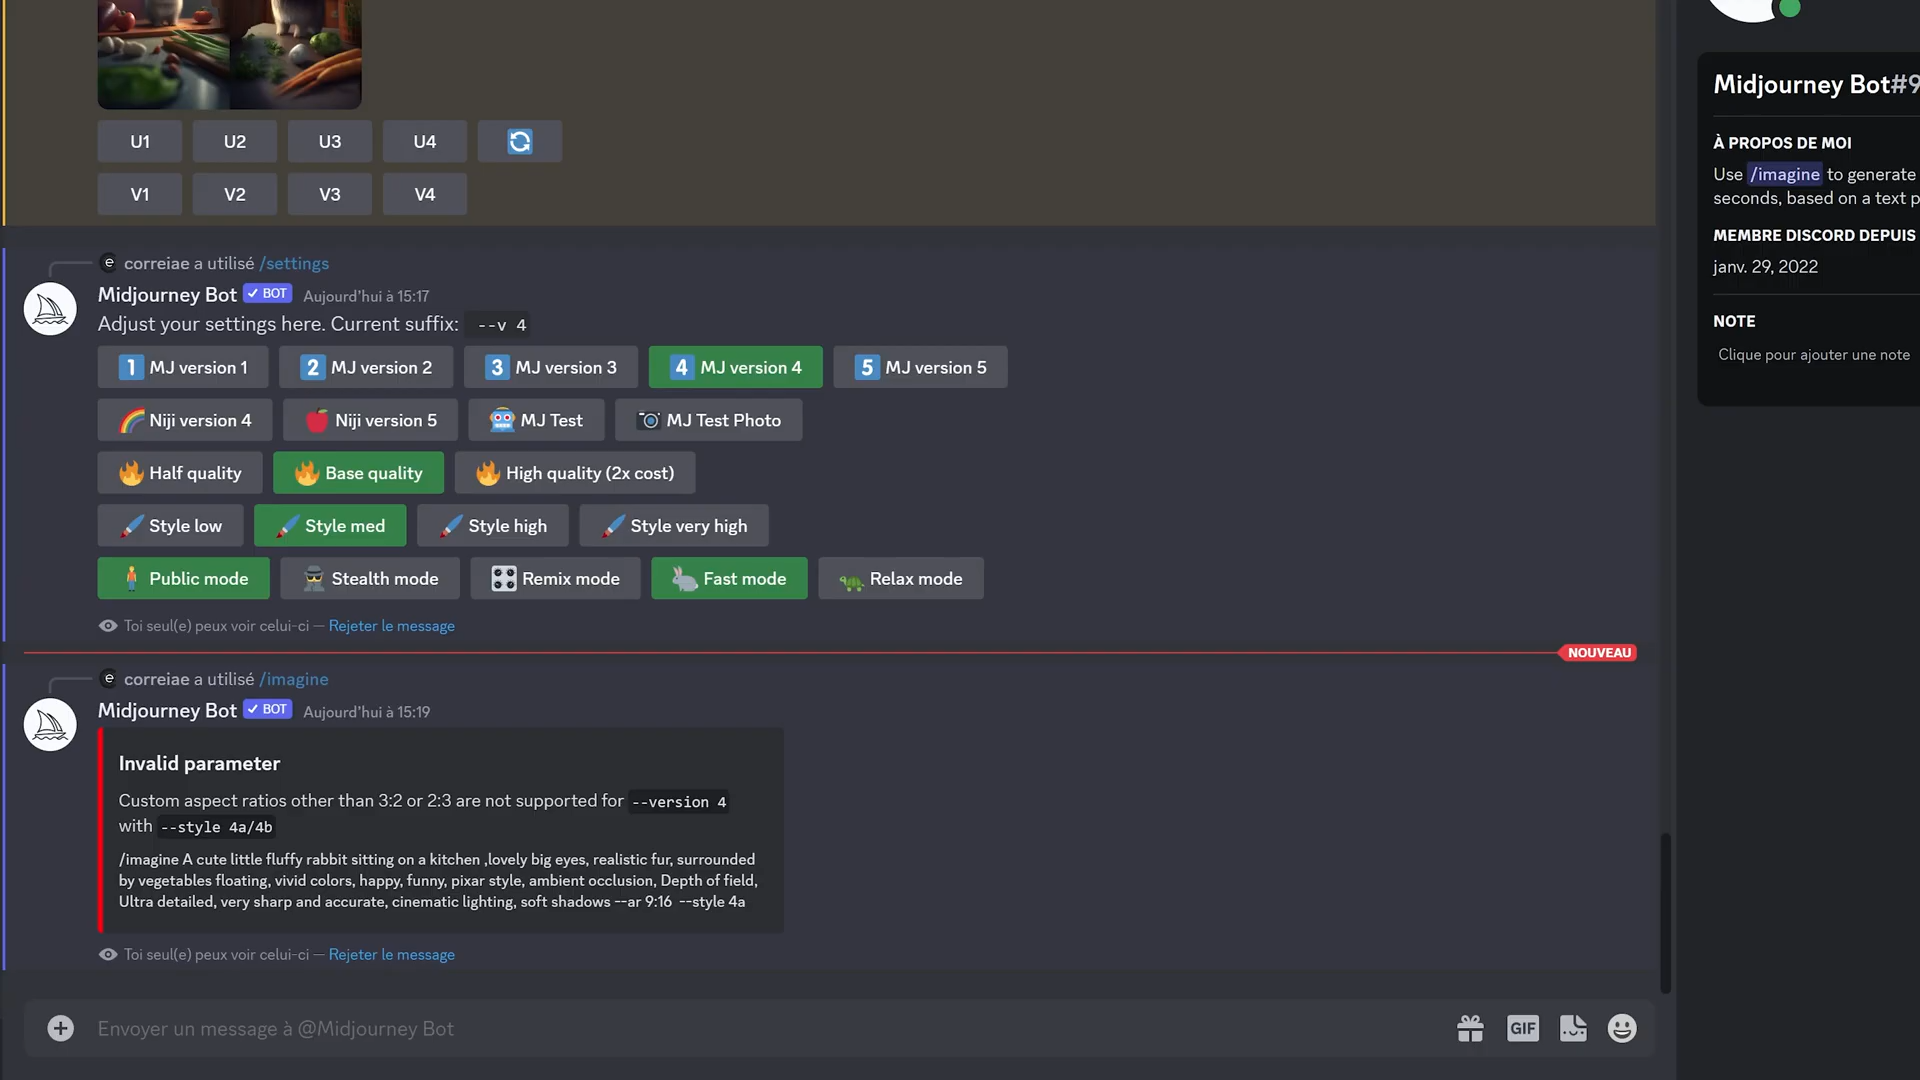 U1 U2 U3 U4
V1 V2 V3 V4
correiae a utilisé /settings
Midjourney Bot BOT Aujourd'hui à 15:17
Adjust your settings here. Current suffix: --v 4
1 MJ version 1 2 MJ version 2 3 MJ version 3 4 MJ version 4 5 MJ version 5
Niji version 4 Niji version 5 MJ Test MJ Test Photo
Half quality Base quality High quality (2x cost)
Style low Style med Style high Style very high
Public mode Stealth mode Remix mode Fast mode Relax mode
Toi seul(e) peux voir celui-ci — Rejeter le message
NOUVEAU
correiae a utilisé /imagine
Midjourney Bot BOT Aujourd'hui à 15:19
Invalid parameter
Custom aspect ratios other than 3:2 or 2:3 are not supported for --version 4
with --style 4a/4b
/imagine A cute little fluffy rabbit sitting on a kitchen ,lovely big eyes, realistic fur, surrounded
by vegetables floating, vivid colors, happy, funny, pixar style, ambient occlusion, Depth of field,
Ultra detailed, very sharp and accurate, cinematic lighting, soft shadows --ar 9:16 --style 4a
Toi seul(e) peux voir celui-ci — Rejeter le message
Envoyer un message à @Midjourney Bot
GIF
Midjourney Bot#9
À PROPOS DE MOI
Use /imagine to generate
seconds, based on a text p
MEMBRE DISCORD DEPUIS
janv. 29, 2022
NOTE
Clique pour ajouter une note